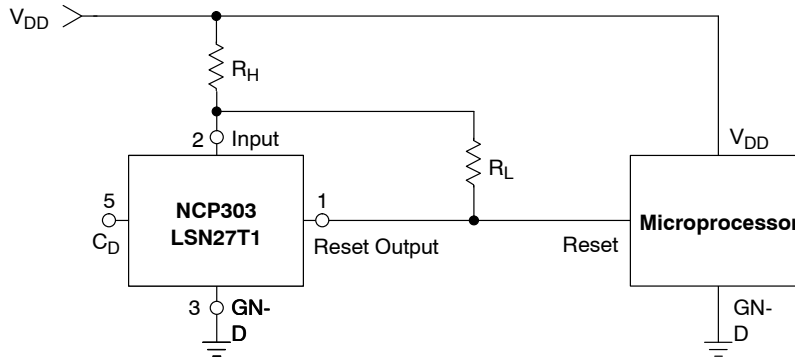 VDD
RH
2 Input
VDD
RL
5
CD
NCP303
LSN27T1
1
Reset Output
Reset
Microprocessor
3 GN-
D
GN-
D